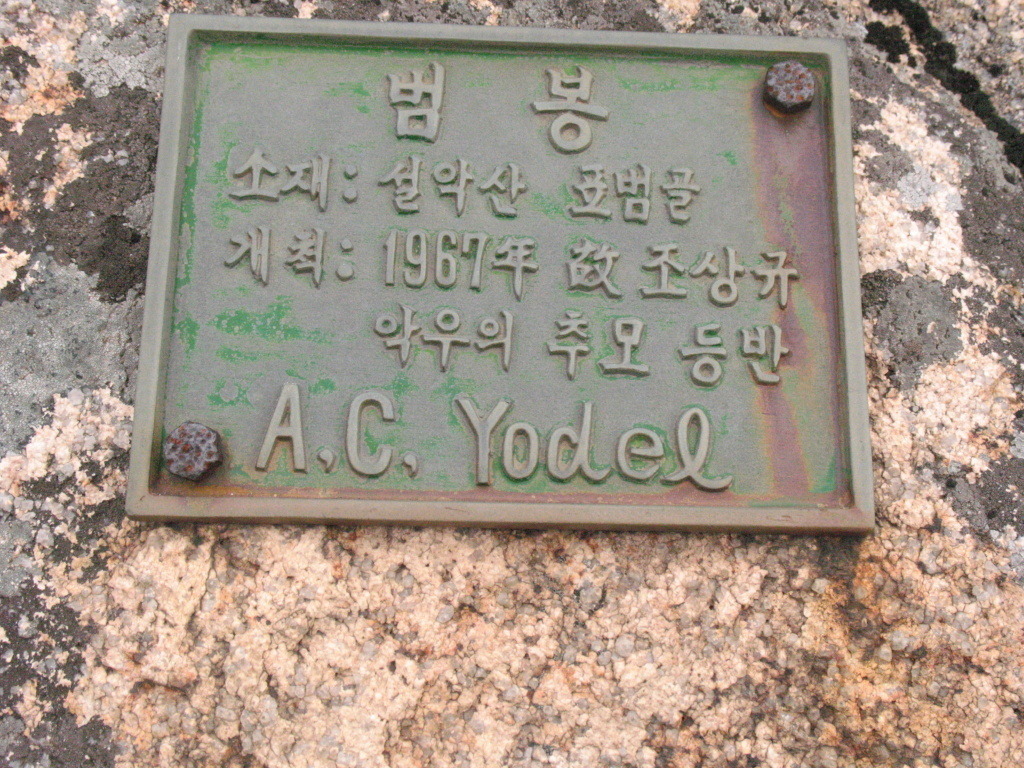 범 봉
소재: 설악산 표범골
개척: 1967年 故 조상규
악우의 추모 등반
A.C. Yodel